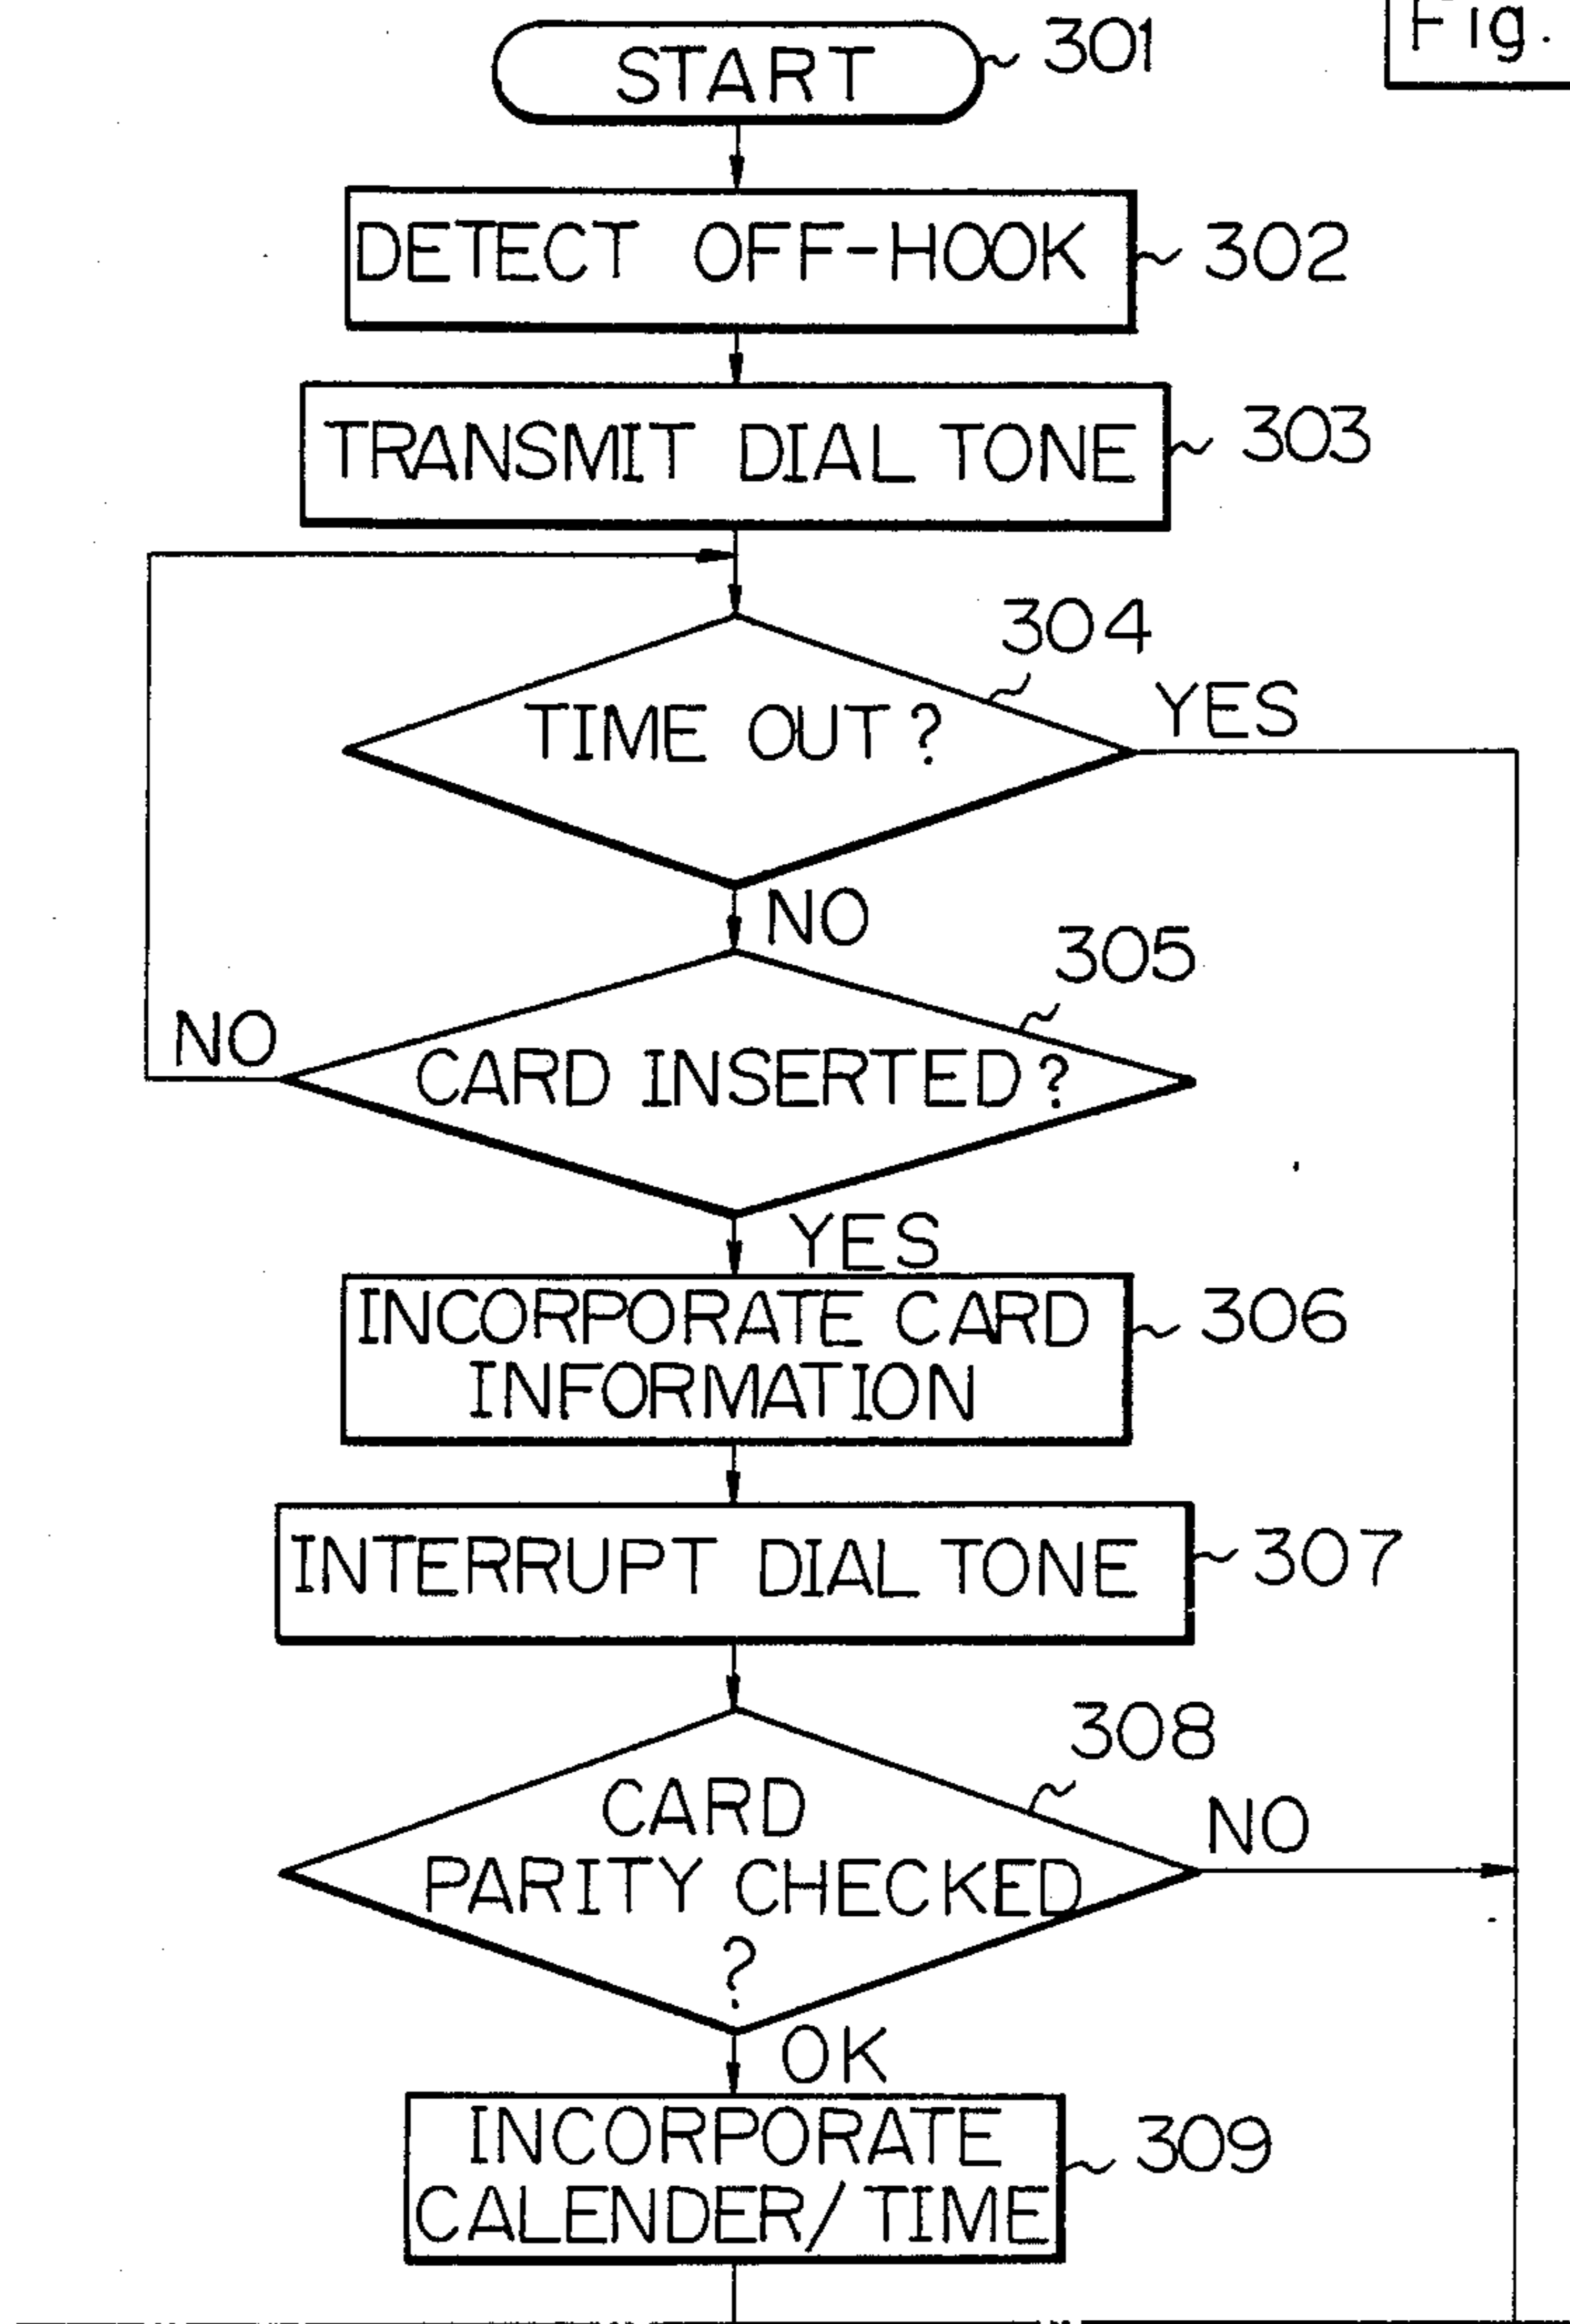 Fig.
START 301
DETECT OFF-HOOK 302
TRANSMIT DIAL TONE 303
304
TIME OUT?
YES
NO
305
NO
CARD INSERTED?
YES
INCORPORATE CARD
INFORMATION
306
INTERRUPT DIAL TONE 307
308
CARD
PARITY CHECKED
?
NO
OK
INCORPORATE
CALENDER/TIME
309